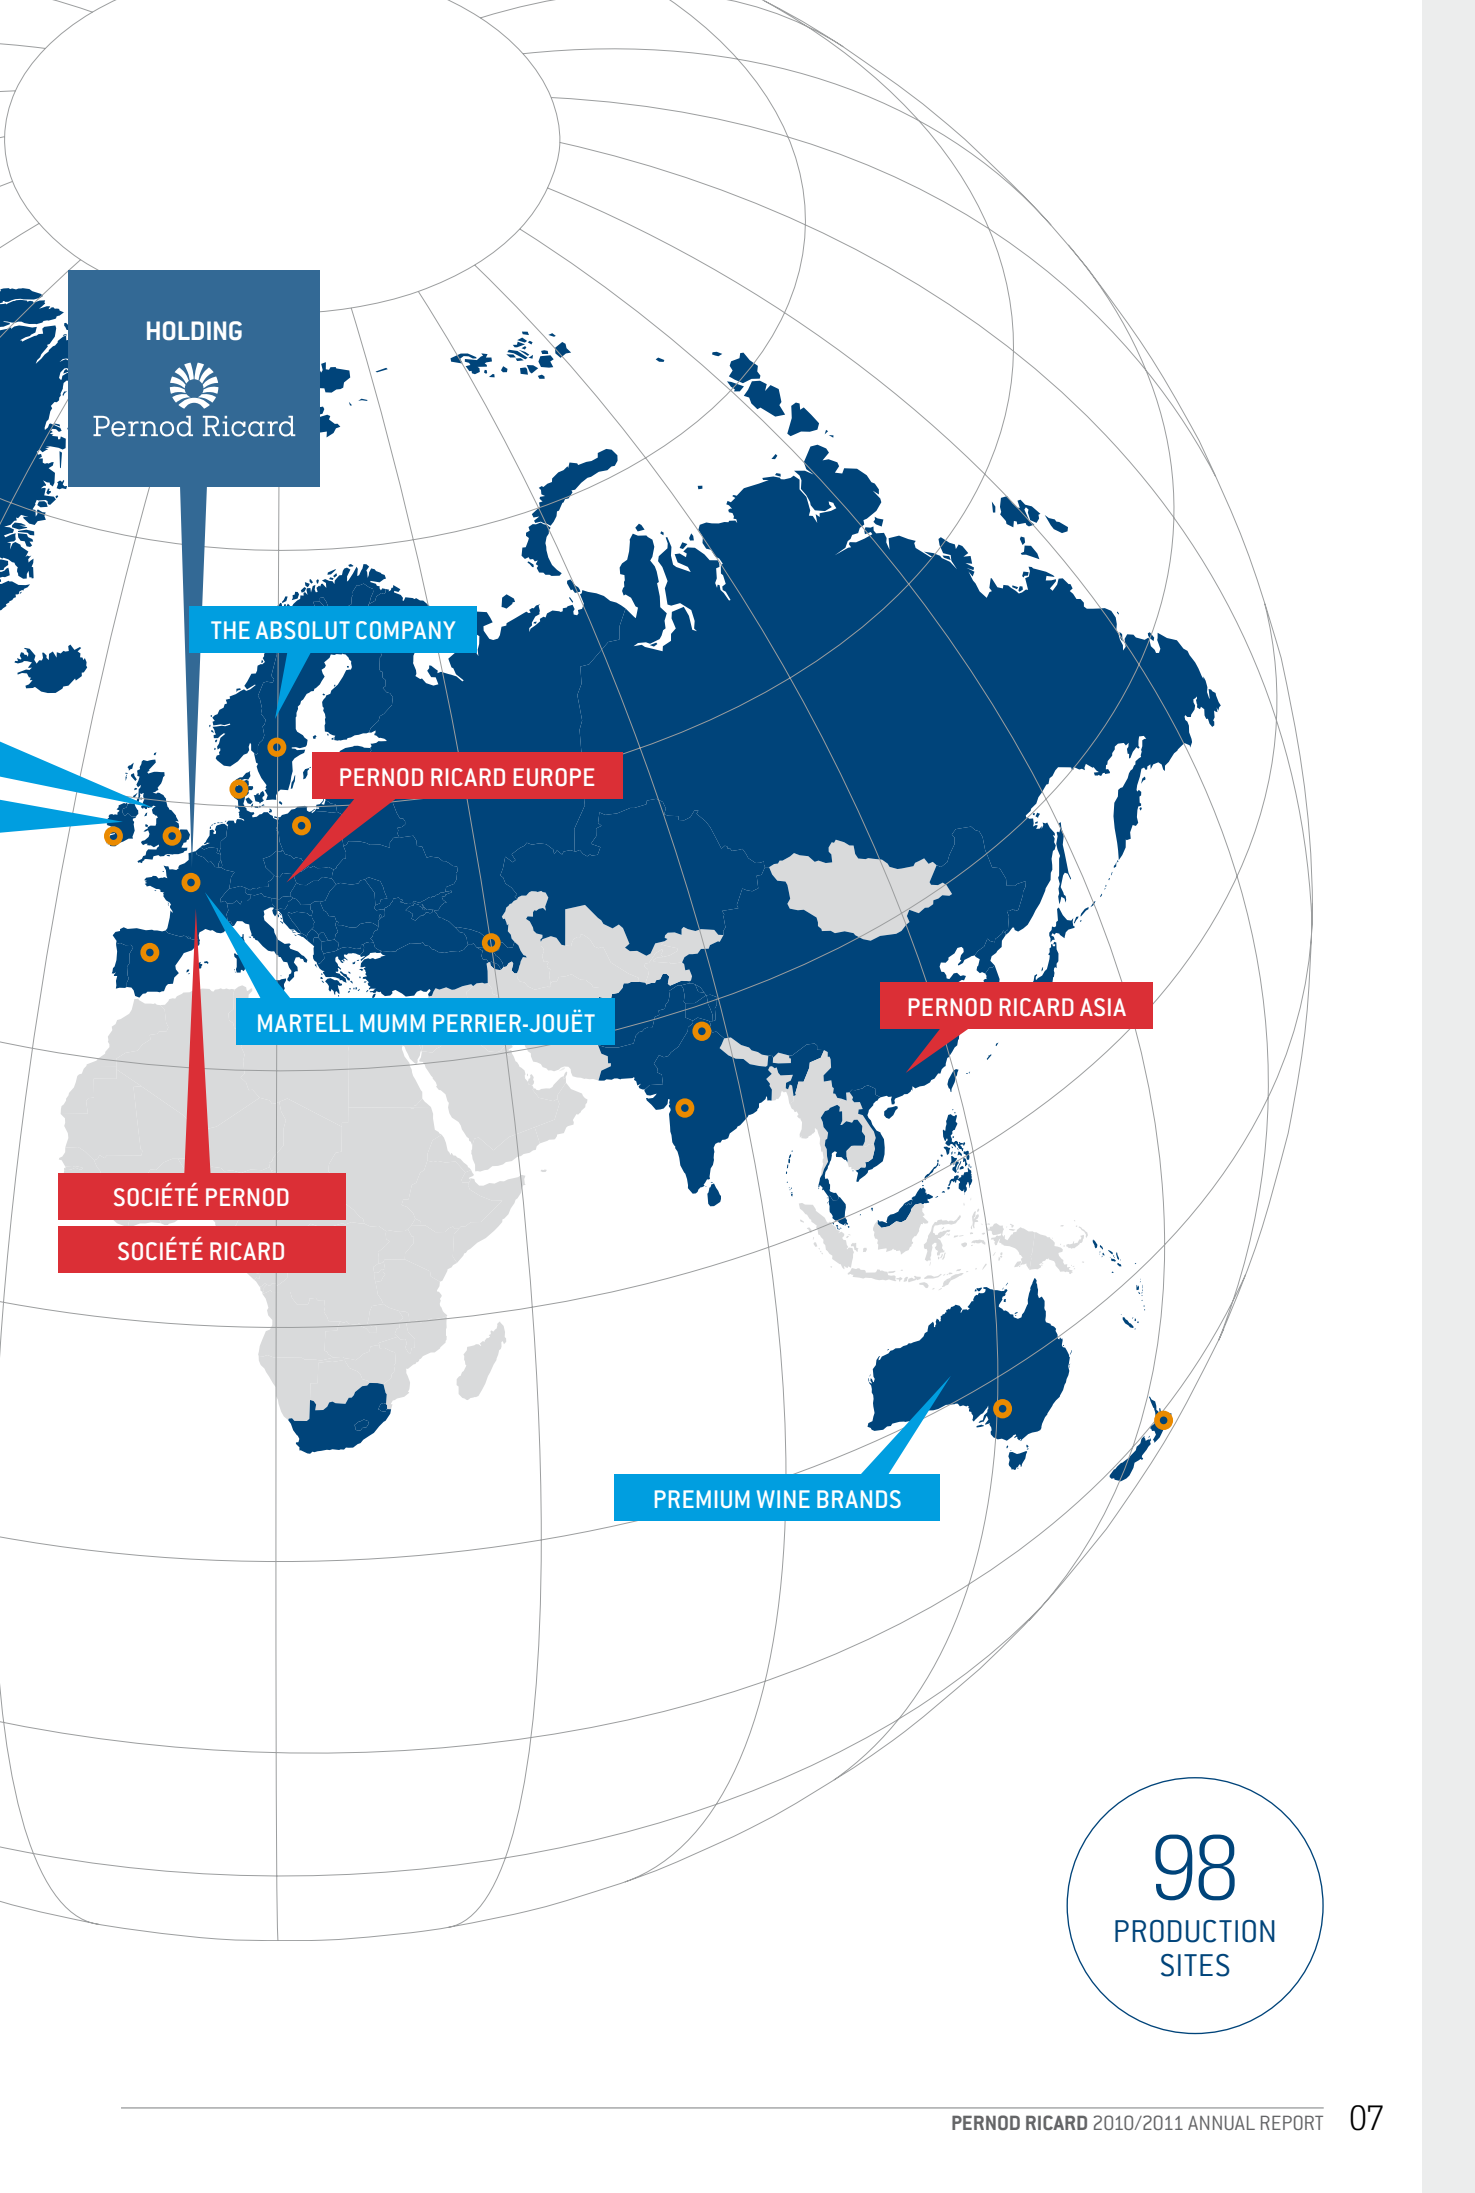 HOLDING
Pernod Ricard
THE ABSOLUT COMPANY
PERNOD RICARD EUROPE
PERNOD RICARD ASIA
MARTELL MUMM PERRIER-JOUËT
SOCIÉTÉ PERNOD
SOCIÉTÉ RICARD
PREMIUM WINE BRANDS
98
PRODUCTION
SITES
PERNOD RICARD 2010/2011 ANNUAL REPORT 07